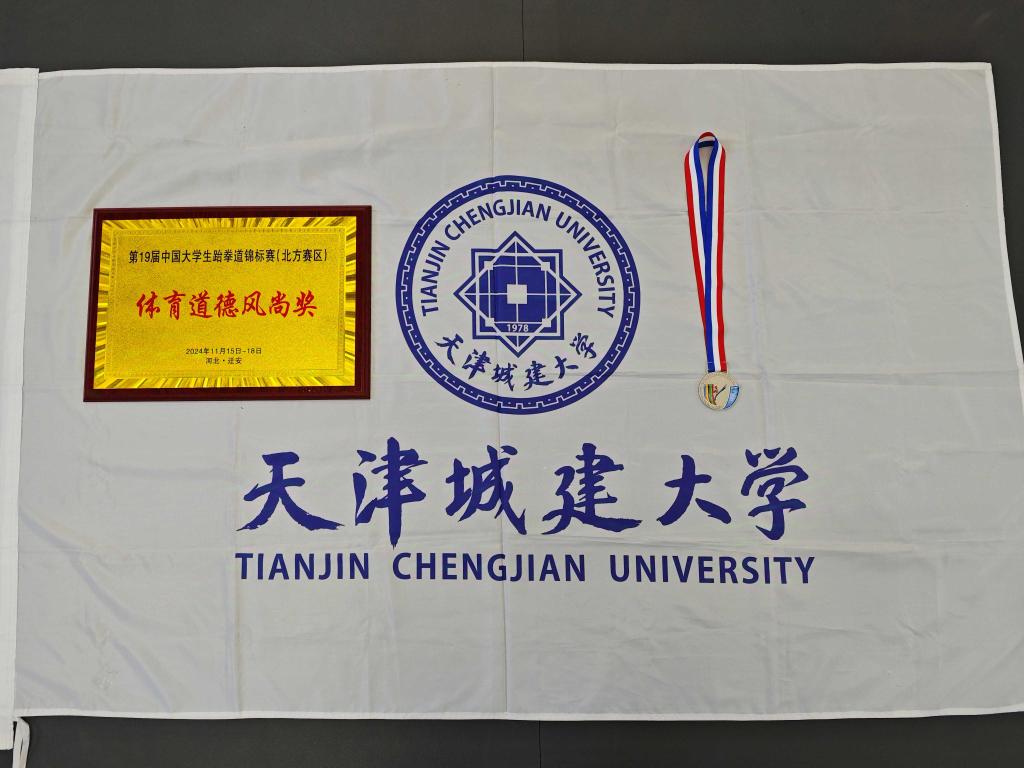 第19届中国大学生跆拳道锦标赛(北方赛区)
体育道德风尚奖
2024年11月15日-18日
河北·迁安
TIANJIN CHENGJIAN UNIVERSITY
1978
天津城建大学
天津城建大学
TIANJIN CHENGJIAN UNIVERSITY